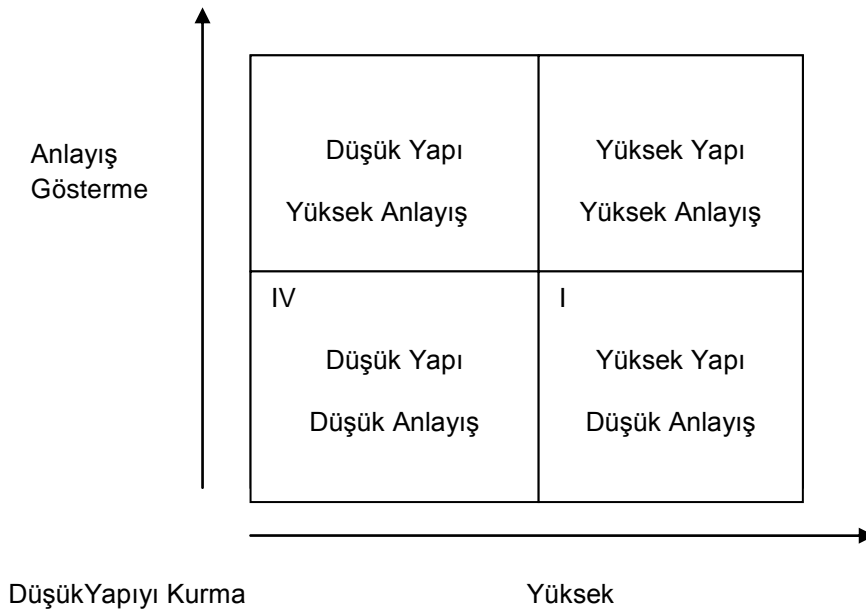 Anlayış
Gösterme
Düşük Yapı
Yüksek Anlayış
Yüksek Yapı
Yüksek Anlayış
IV
Düşük Yapı
Düşük Anlayış
I
Yüksek Yapı
Düşük Anlayış
DüşükYapıyı Kurma Yüksek